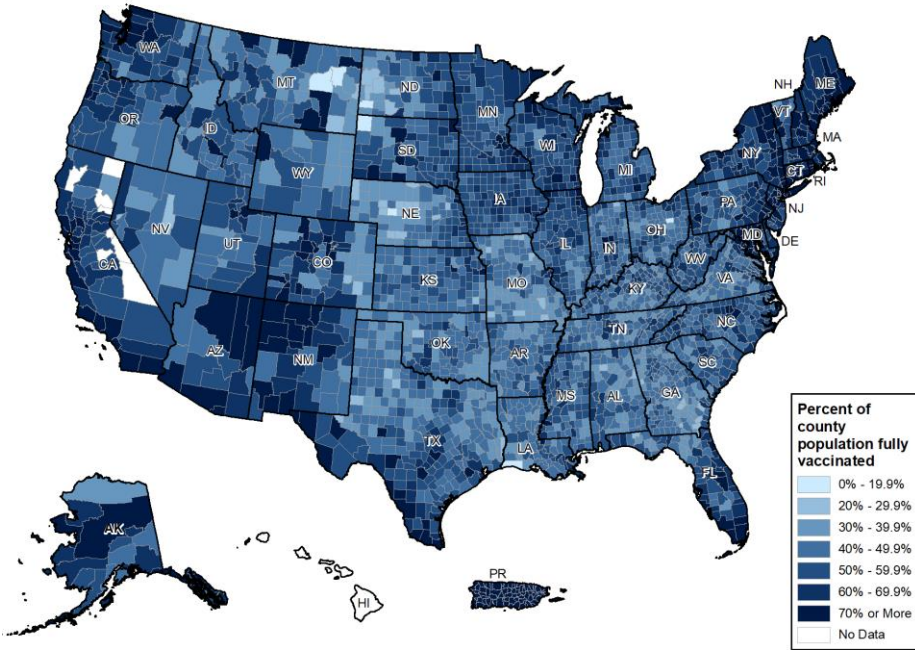 WA
MT
ND
MN
OR
ID
SD
WI
MI
NH
VT
ME
NY
MA
CT
RI
WY
IA
NE
PA
NJ
NV
UT
CO
IL
IN
OH
MD
DE
WV
VA
CA
KS
MO
KY
AZ
NM
OK
AR
TN
NC
SC
MS
AL
GA
TX
LA
FL
AK
HI
PR
Percent of
county
population fully
vaccinated
0% - 19.9%
20% - 29.9%
30% - 39.9%
40% - 49.9%
50% - 59.9%
60% - 69.9%
70% or More
No Data